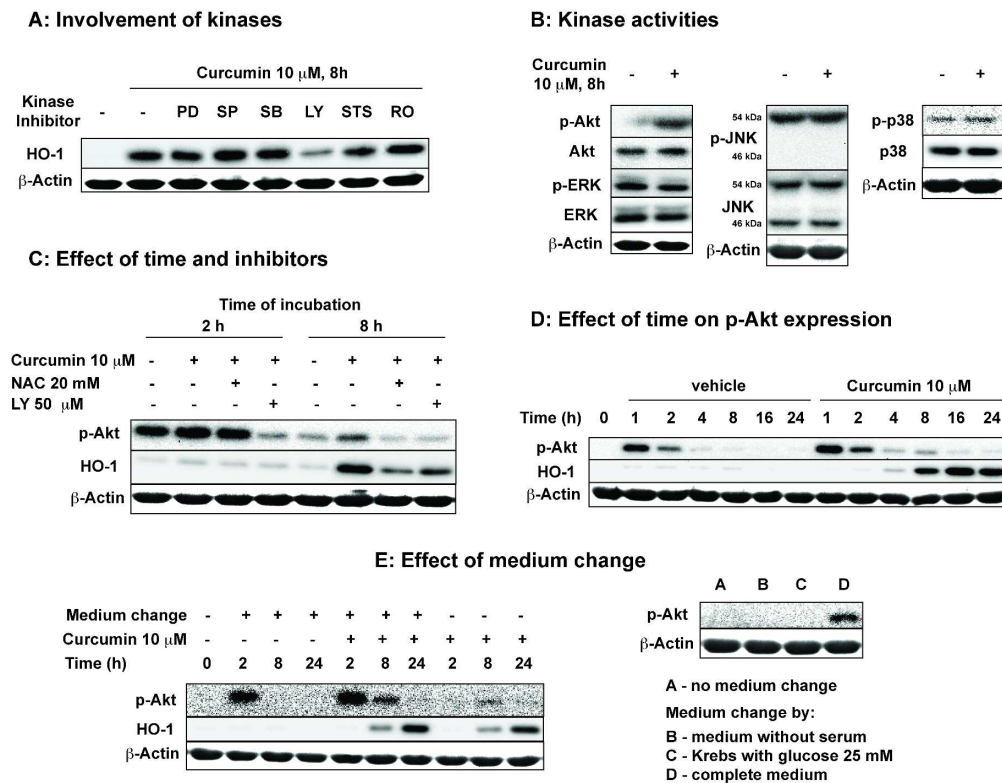 A: Involvement of kinases
Curcumin 10 μM, 8h
Kinase Inhibitor - - PD SP SB LY STS RO
HO-1
β-Actin
B: Kinase activities
Curcumin 10 μM, 8h - + - + - +
p-Akt
Akt
p-ERK
ERK
β-Actin
54 kDa
p-JNK
46 kDa
54 kDa
JNK
46 kDa
β-Actin
p-p38
p38
β-Actin
C: Effect of time and inhibitors
Time of incubation
2 h 8 h
Curcumin 10 μM - + + + - + + +
NAC 20 mM - - + - - - + -
LY 50 μM - - - + - - - +
p-Akt
HO-1
β-Actin
D: Effect of time on p-Akt expression
vehicle Curcumin 10 μM
Time (h) 0 1 2 4 8 16 24 1 2 4 8 16 24
p-Akt
HO-1
β-Actin
E: Effect of medium change
Medium change - + + + + + + - - -
Curcumin 10 μM - - - - + + + + + +
Time (h) 0 2 8 24 2 8 24 2 8 24
p-Akt
HO-1
β-Actin
A B C D
p-Akt
β-Actin
A - no medium change
Medium change by:
B - medium without serum
C - Krebs with glucose 25 mM
D - complete medium